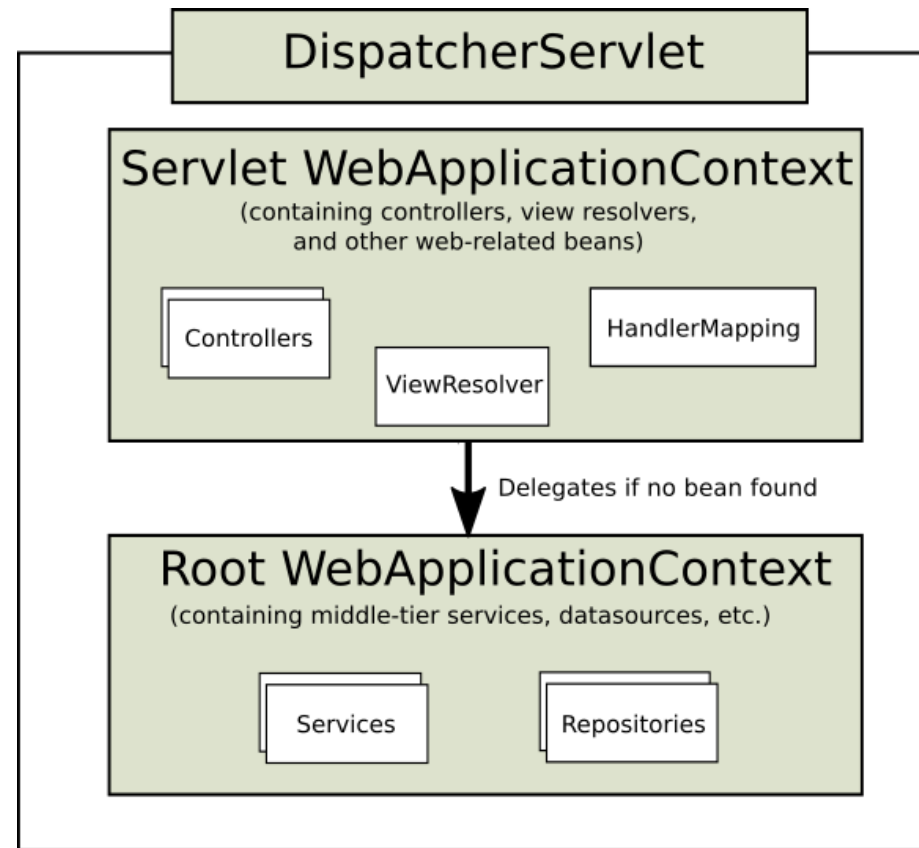 DispatcherServlet
Servlet WebApplicationContext
(containing controllers, view resolvers,
and other web-related beans)
Controllers
HandlerMapping
ViewResolver
Delegates if no bean found
Root WebApplicationContext
(containing middle-tier services, datasources, etc.)
Services
Repositories